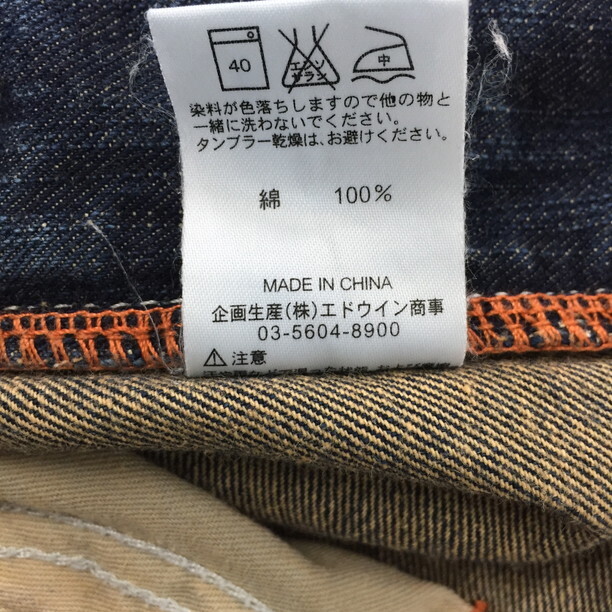 40 エンソ 中
サラシ
染料が色落ちしますので他の物と
一緒に洗わないでください。
タンブラー乾燥は、お避けください。
綿 100%
MADE IN CHINA
企画生産(株)エドウイン商事
03-5604-8900
⚠注意